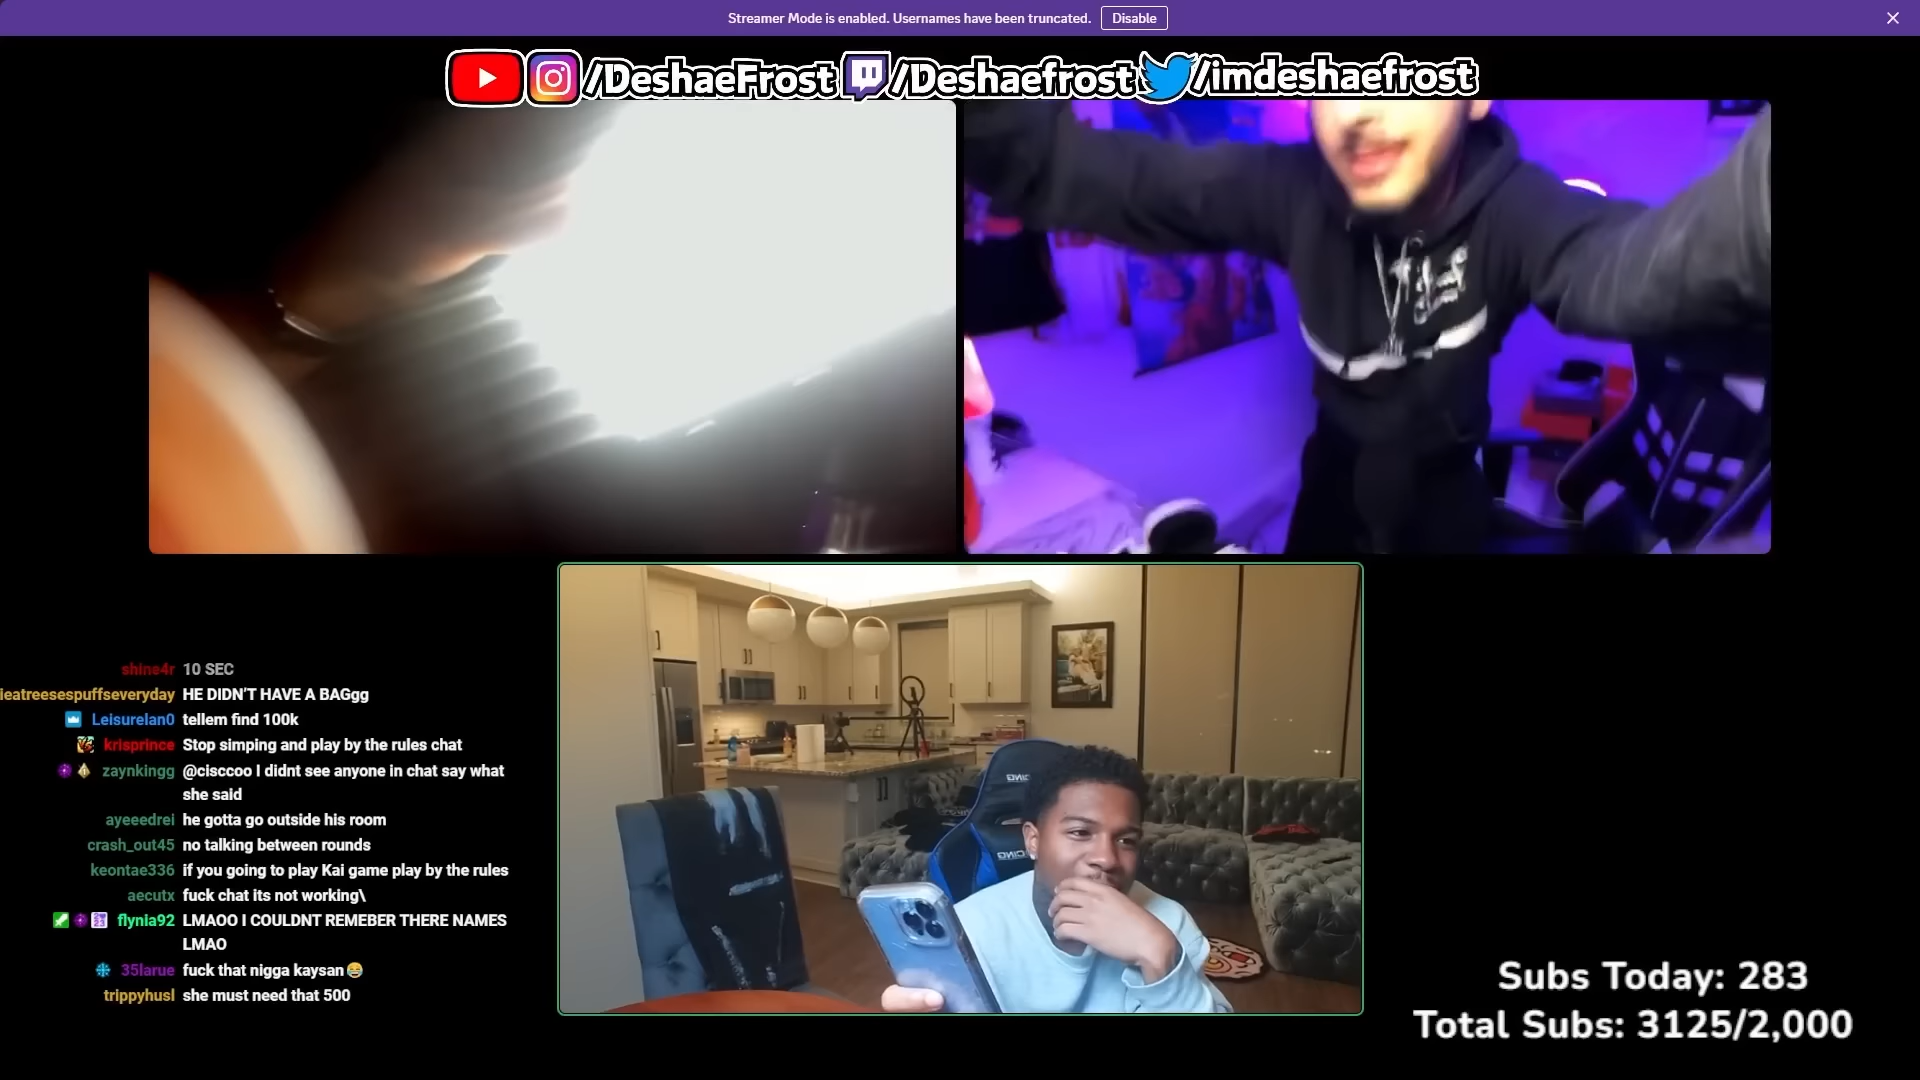 Streamer Mode is enabled. Usernames have been truncated. Disable
/DeshaeFrost /Deshaefrost /imdeshaefrost
shine4r 10 SEC
ieatreesespuffseveryday HE DIDN'T HAVE A BAGgg
Leisurelan0 tellem find 100k
krisprince Stop simping and play by the rules chat
zaynkingg @cisccoo I didnt see anyone in chat say what
she said
ayeeedrei he gotta go outside his room
crash_out45 no talking between rounds
keontae336 if you going to play Kai game play by the rules
aecutx fuck chat its not working\
flynia92 LMAOO I COULDNT REMEBER THERE NAMES
LMAO
35larue fuck that nigga kaysan😂
trippyhusl she must need that 500
Subs Today: 283
Total Subs: 3125/2,000